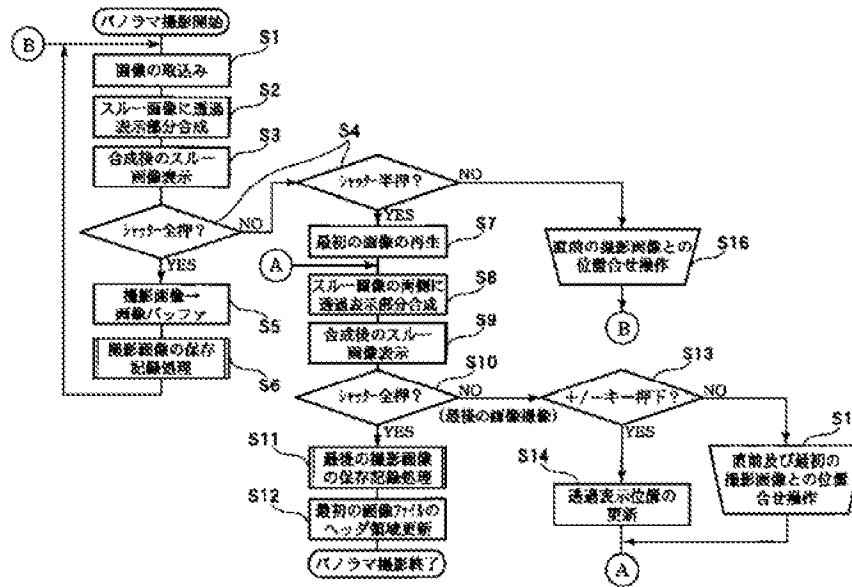 パノラマ撮影開始
B
S1
画像の取込み
S2
スルー画像に透過
表示部分合成
S3
合成後のスルー
画像表示
S4
シャッター全押？
NO
YES
S5
撮影画像→
画像バッファ
S6
撮影画像の保存
記録処理
シャッター半押？
NO
YES
S7
最初の画像の再生
A
S8
スルー画像の両側に
透過表示部分合成
S9
合成後のスルー
画像表示
S10
シャッター全押？
NO
(最後の画像撮像)
YES
S11
最後の撮影画像
の保存記録処理
S12
最初の画像ファイルの
ヘッダ領域更新
パノラマ撮影終了
S16
直前の撮影画像との
位置合せ操作
B
S13
+/-キー押下？
NO
YES
S14
透過表示位置の
更新
S1
直前及び最初の
撮影画像との位置
合せ操作
A